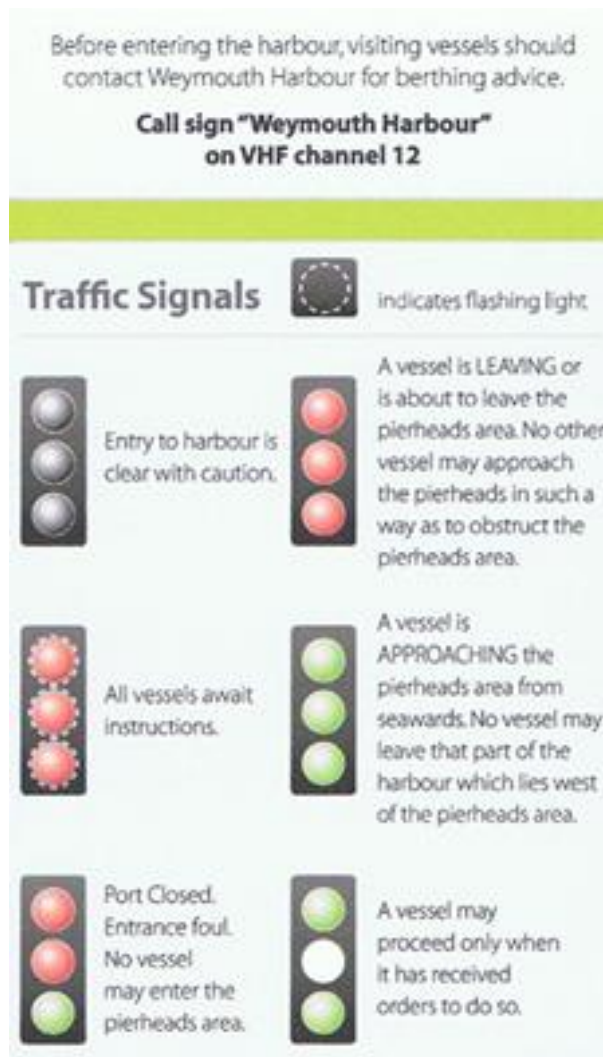 Before entering the harbour, visiting vessels should
contact Weymouth Harbour for berthing advice.
Call sign "Weymouth Harbour"
on VHF channel 12
Traffic Signals
indicates flashing light
Entry to harbour is
clear with caution.
A vessel is LEAVING or
is about to leave the
pierheads area. No other
vessel may approach
the pierheads in such a
way as to obstruct the
pierheads area.
All vessels await
instructions.
A vessel is
APPROACHING the
pierheads area from
seawards. No vessel may
leave that part of the
harbour which lies west
of the pierheads area.
Port Closed.
Entrance foul.
No vessel
may enter the
pierheads area.
A vessel may
proceed only when
it has received
orders to do so.